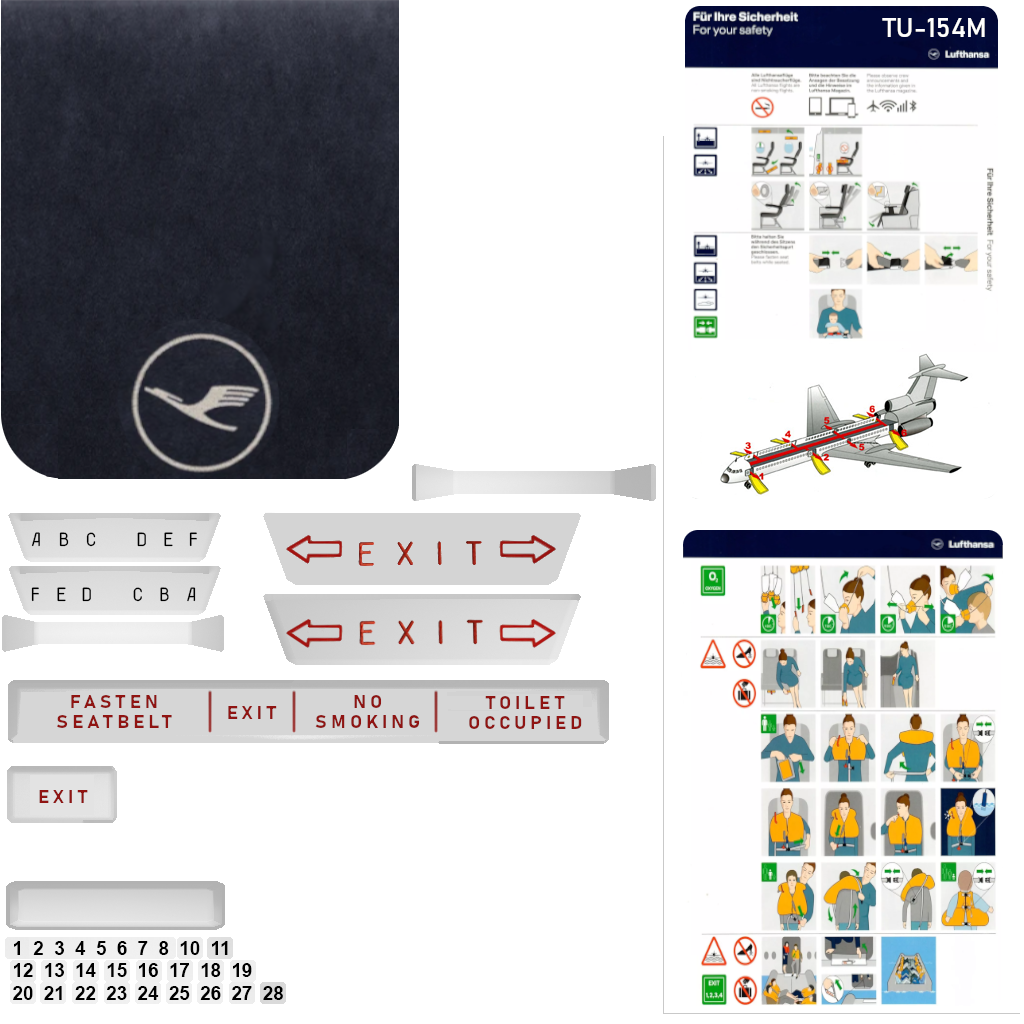 Für Ihre Sicherheit
For your safety
TU-154M
Lufthansa
Alle Lufthansaflüge
sind Nichtraucherflüge.
All Lufthansa flights are
non-smoking flights.
Bitte beachten Sie die
Ansagen der Besatzung
und die Hinweise im
Lufthansa Magazin.
Please observe crew
announcements and
the information given in
the Lufthansa magazine.
Für Ihre Sicherheit For your safety
Bitte halten Sie
während des Sitzens
den Sicherheitsgurt
geschlossen.
Please fasten seat
belts while seated
6
5
4
3
5
2
1
A B C D E F
F E D C B A
EXIT
EXIT
FASTEN
SEATBELT
EXIT
NO
SMOKING
TOILET
OCCUPIED
EXIT
1 2 3 4 5 6 7 8 10 11
12 13 14 15 16 17 18 19
20 21 22 23 24 25 26 27 28
Lufthansa
O₂
OXYGEN
EXIT
1,2,3,4